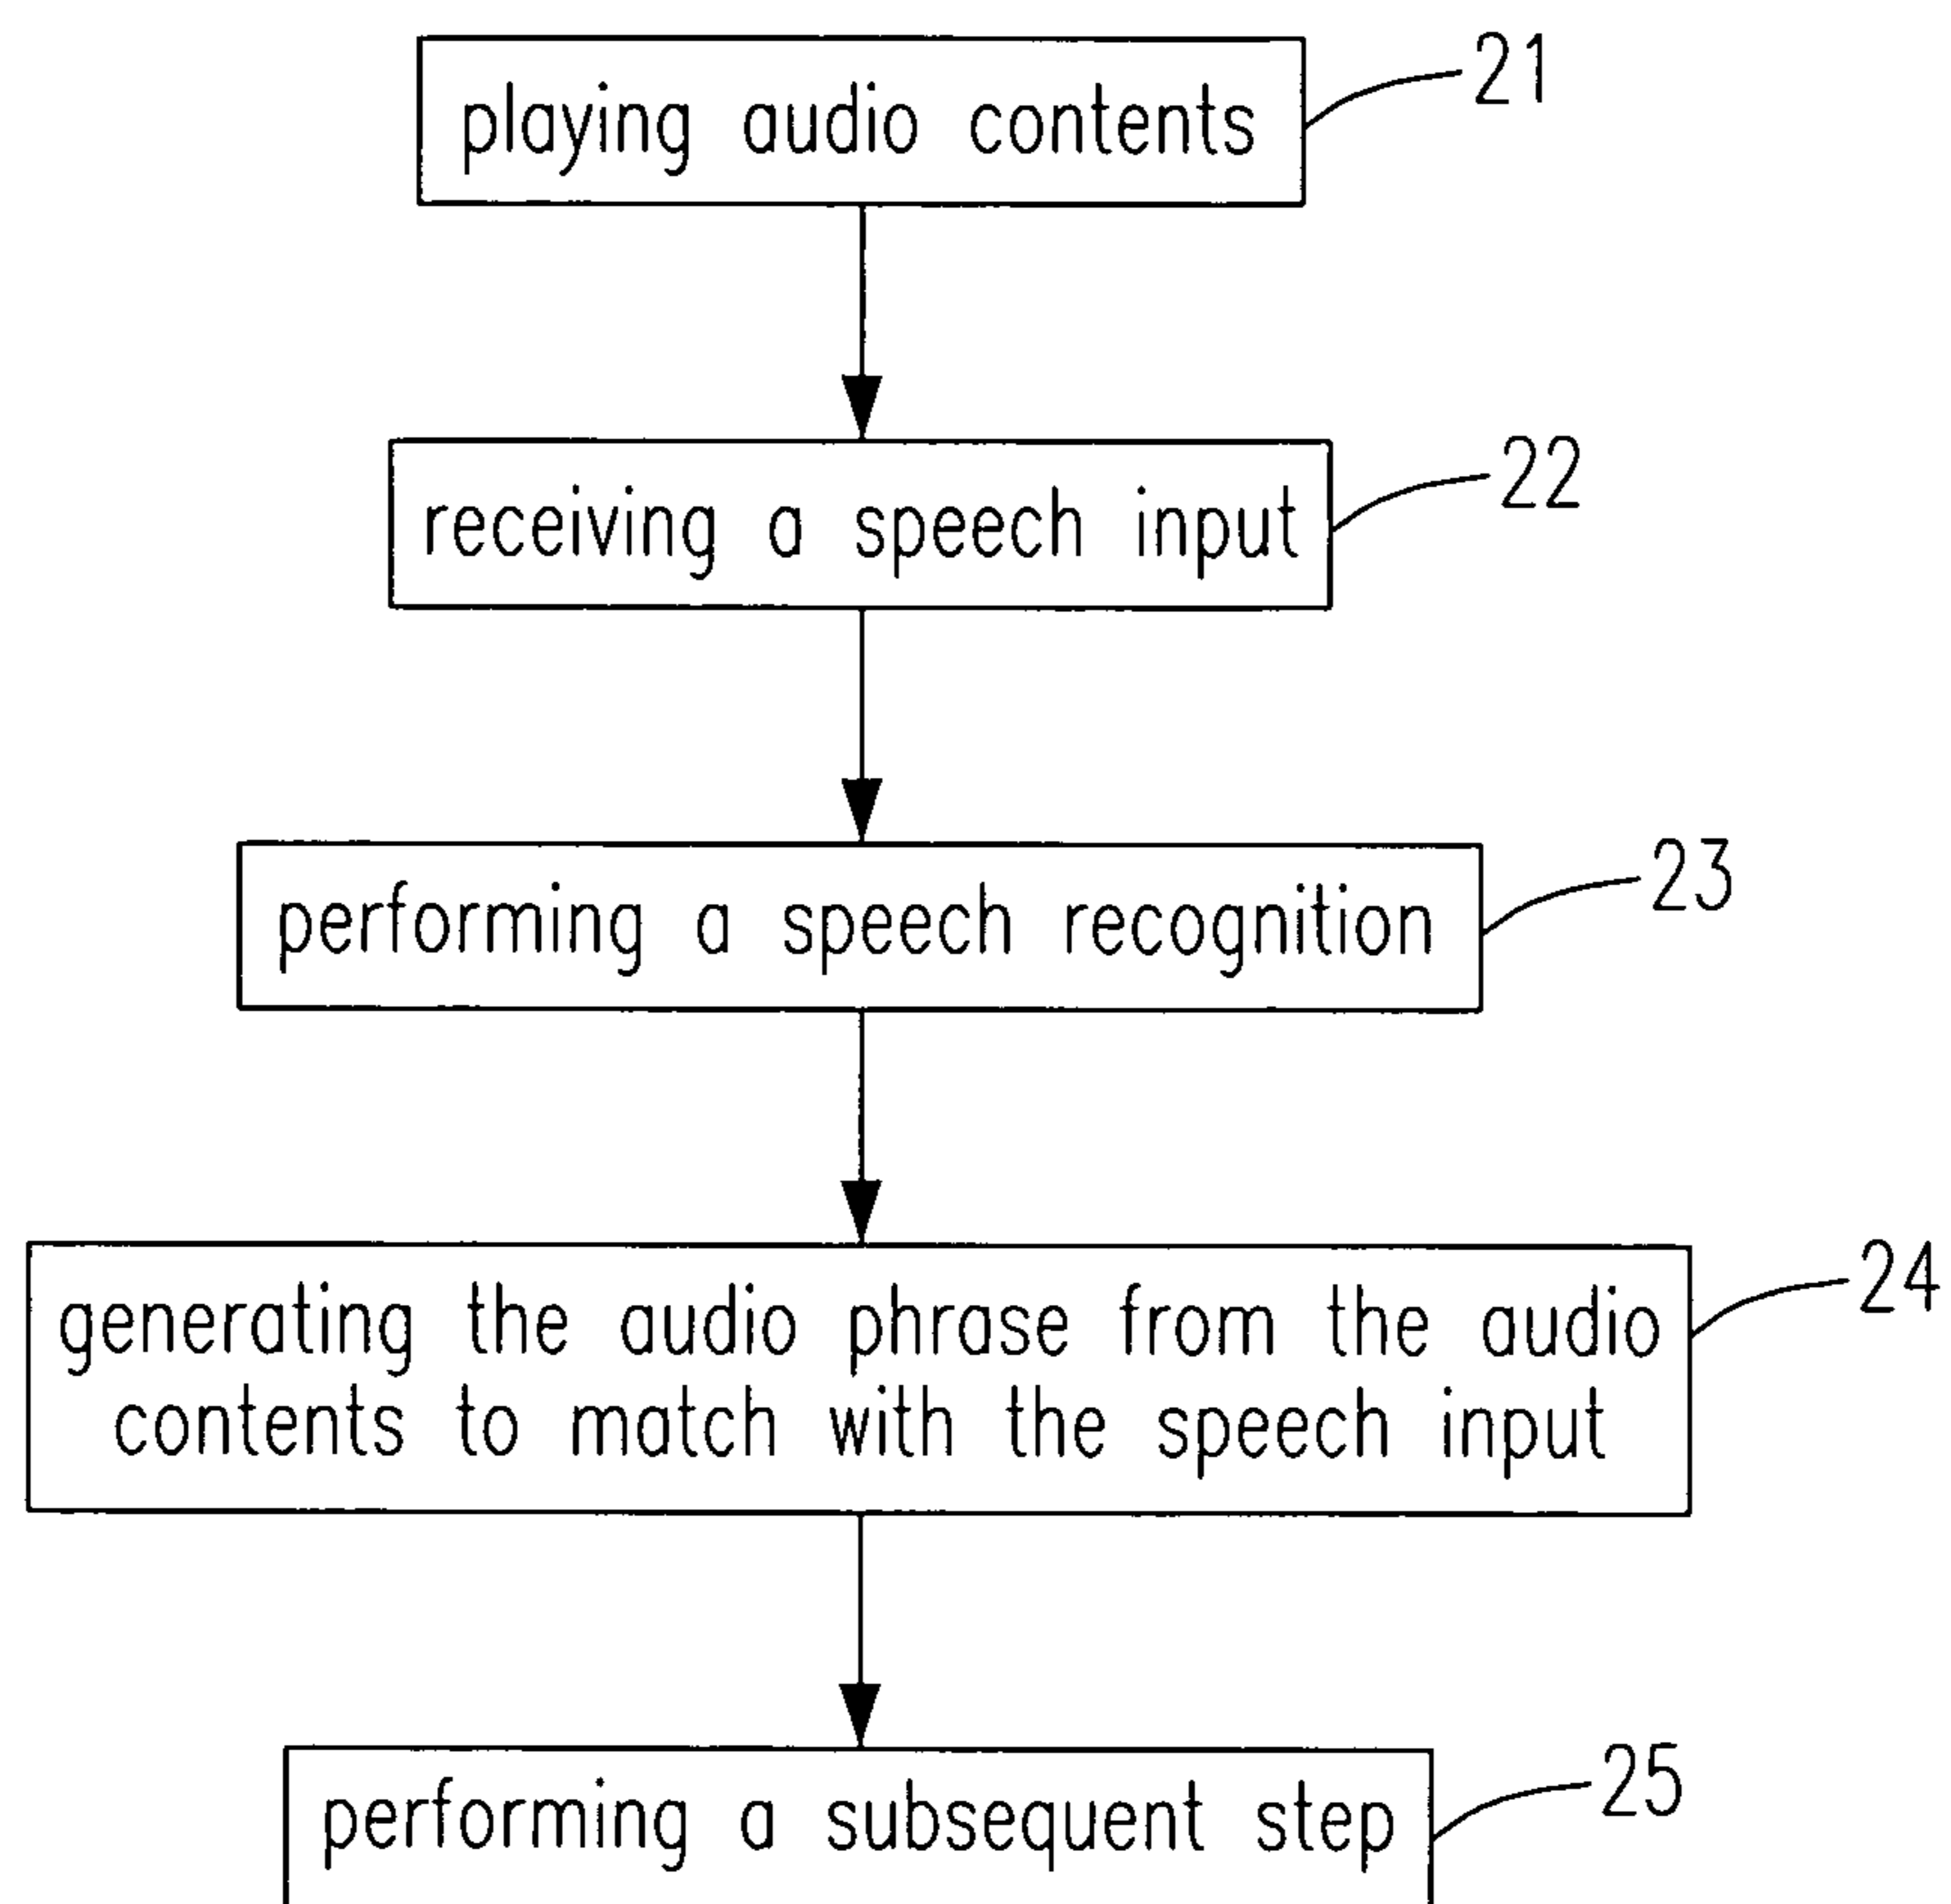 playing audio contents
21
receiving a speech input
22
performing a speech recognition
23
generating the audio phrase from the audio
contents to match with the speech input
24
performing a subsequent step
25